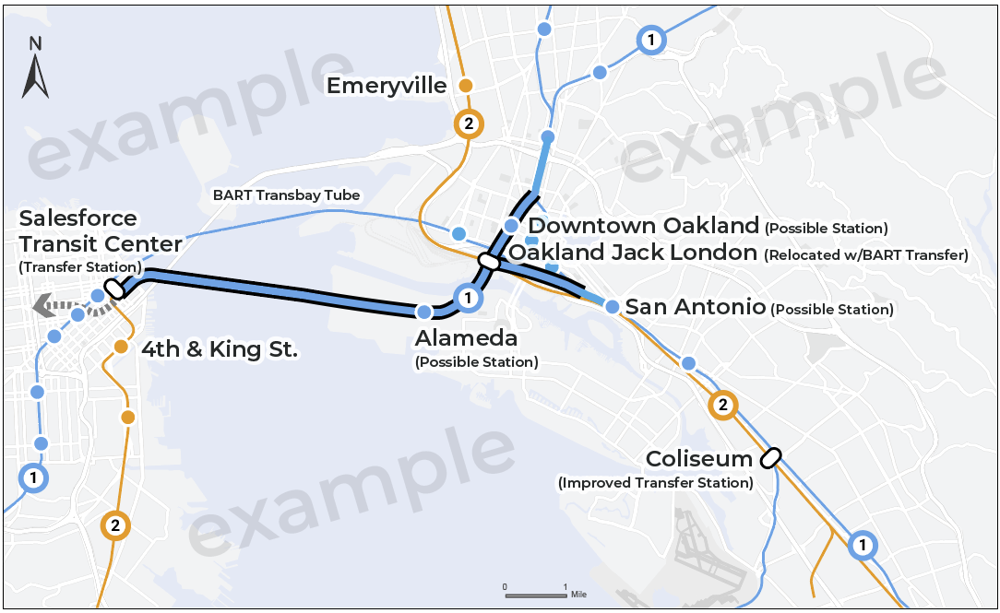 N
example
example
1
Emeryville
2
BART Transbay Tube
Salesforce
Transit Center
(Transfer Station)
Downtown Oakland (Possible Station)
Oakland Jack London (Relocated w/BART Transfer)
1
San Antonio (Possible Station)
Alameda
(Possible Station)
4th & King St.
2
example
Coliseum
(Improved Transfer Station)
1
2
1
0 1
Mile